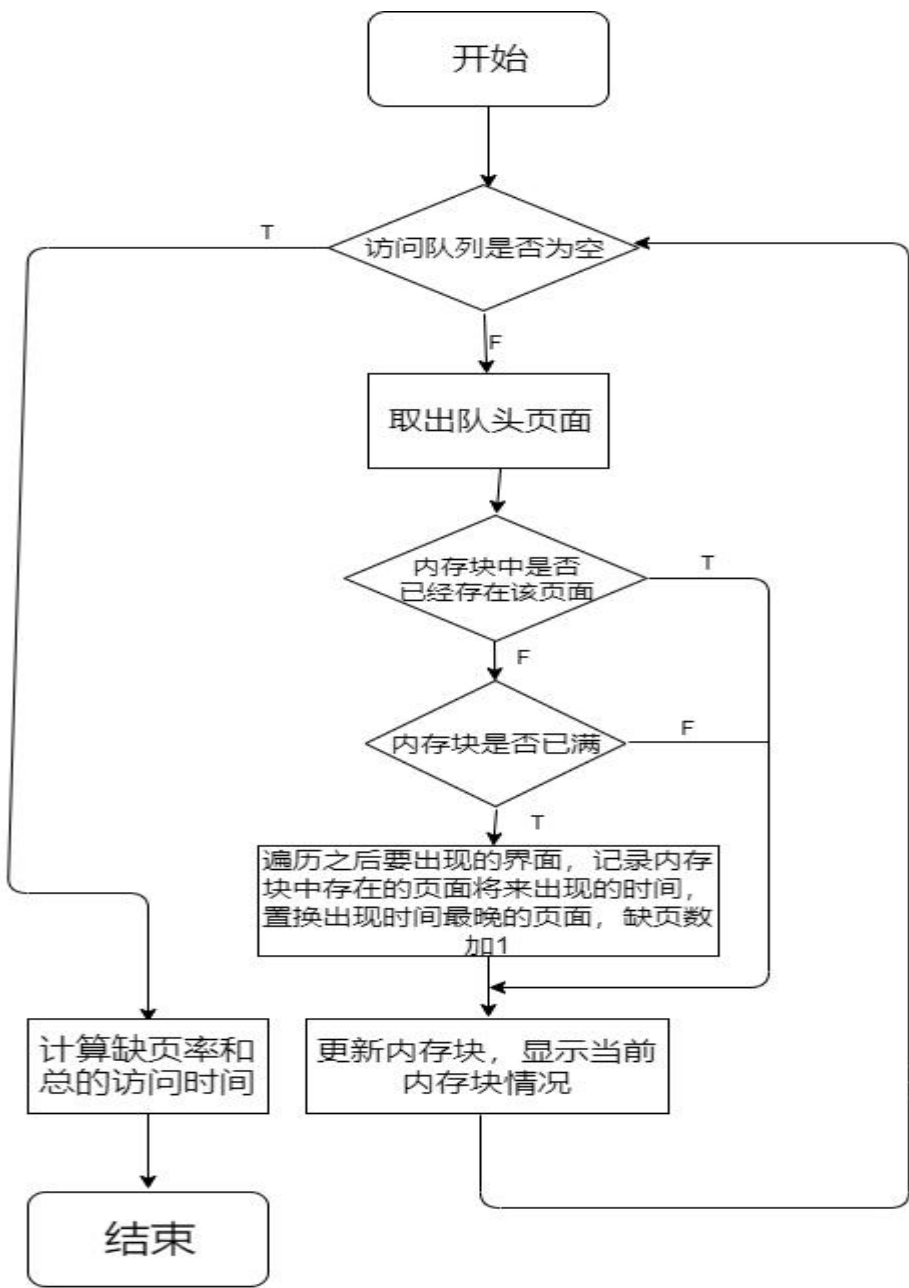 开始
访问队列是否为空
T
F
取出队头页面
内存块中是否
已经存在该页面
T
F
内存块是否已满
F
T
遍历之后要出现的界面，记录内存
块中存在的页面将来出现的时间，
置换出现时间最晚的页面，缺页数
加1
计算缺页率和
总的访问时间
更新内存块，显示当前
内存块情况
结束